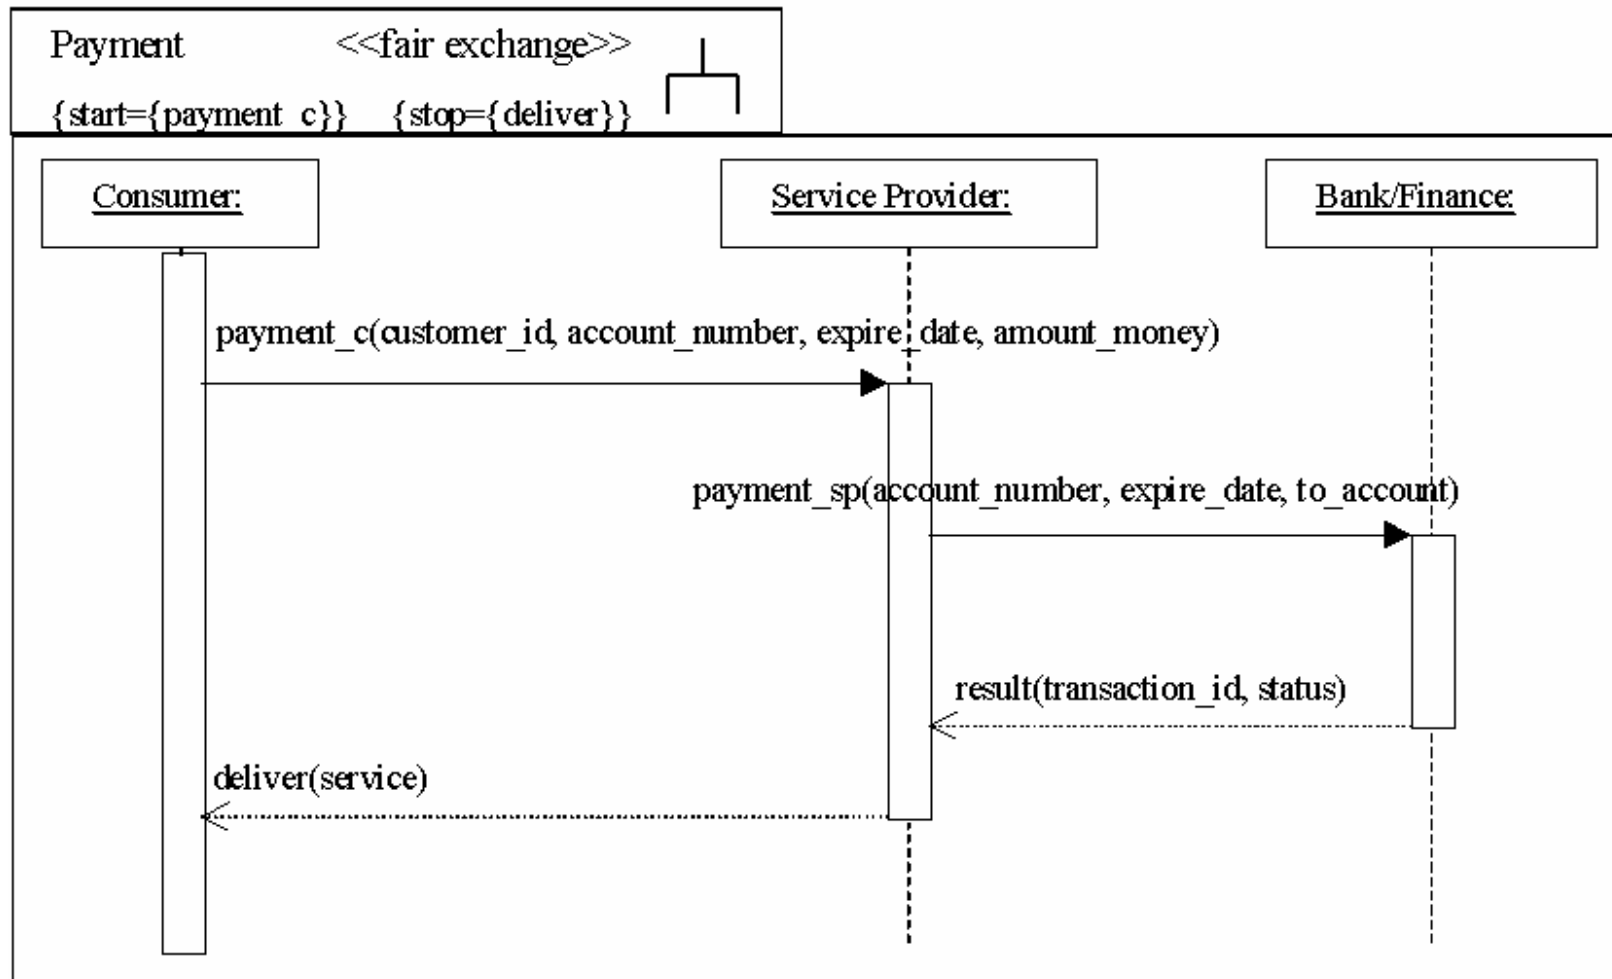 Payment <<fair exchange>>
{start={payment_c}} {stop={deliver}}
Consumer: Service Provider: Bank/Finance:
payment_c(customer_id, account_number, expire_date, amount_money)
payment_sp(account_number, expire_date, to_account)
result(transaction_id, status)
deliver(service)